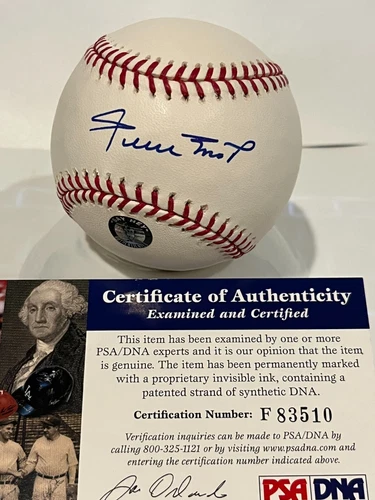 Willie Mays
Certificate of Authenticity
Examined and Certified
This item has been examined by one or more
PSA/DNA experts and it is our opinion that the item
is genuine. The item has been permanently marked
with a proprietary invisible ink, containing a
patented strand of synthetic DNA.
Certification Number: F 83510
Verification inquiries can be made to PSA/DNA by
calling 800-325-1121 or by visiting www.psadna.com and
entering the certification number indicated above.
PSA DNA